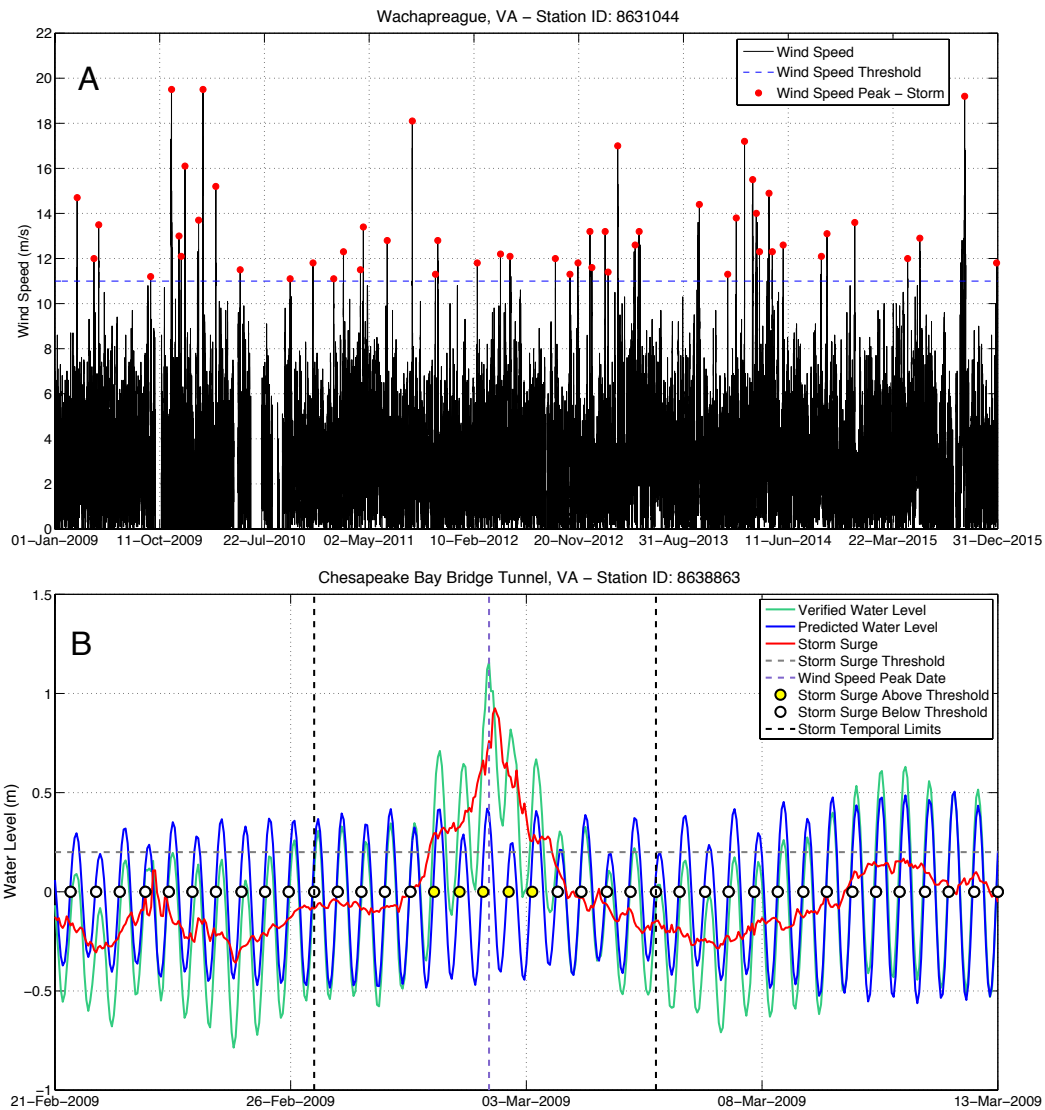 Wachapreague, VA − Station ID: 8631044
22
20
18
16
14
12
10
8
6
4
2
0
Wind Speed (m/s)
A
Wind Speed
Wind Speed Threshold
Wind Speed Peak − Storm
01−Jan−2009 11−Oct−2009 22−Jul−2010 02−May−2011 10−Feb−2012 20−Nov−2012 31−Aug−2013 11−Jun−2014 22−Mar−2015 31−Dec−2015
Chesapeake Bay Bridge Tunnel, VA − Station ID: 8638863
1.5
1
0.5
0
−0.5
−1
Water Level (m)
B
Verified Water Level
Predicted Water Level
Storm Surge
Storm Surge Threshold
Wind Speed Peak Date
Storm Surge Above Threshold
Storm Surge Below Threshold
Storm Temporal Limits
21−Feb−2009 26−Feb−2009 03−Mar−2009 08−Mar−2009 13−Mar−2009